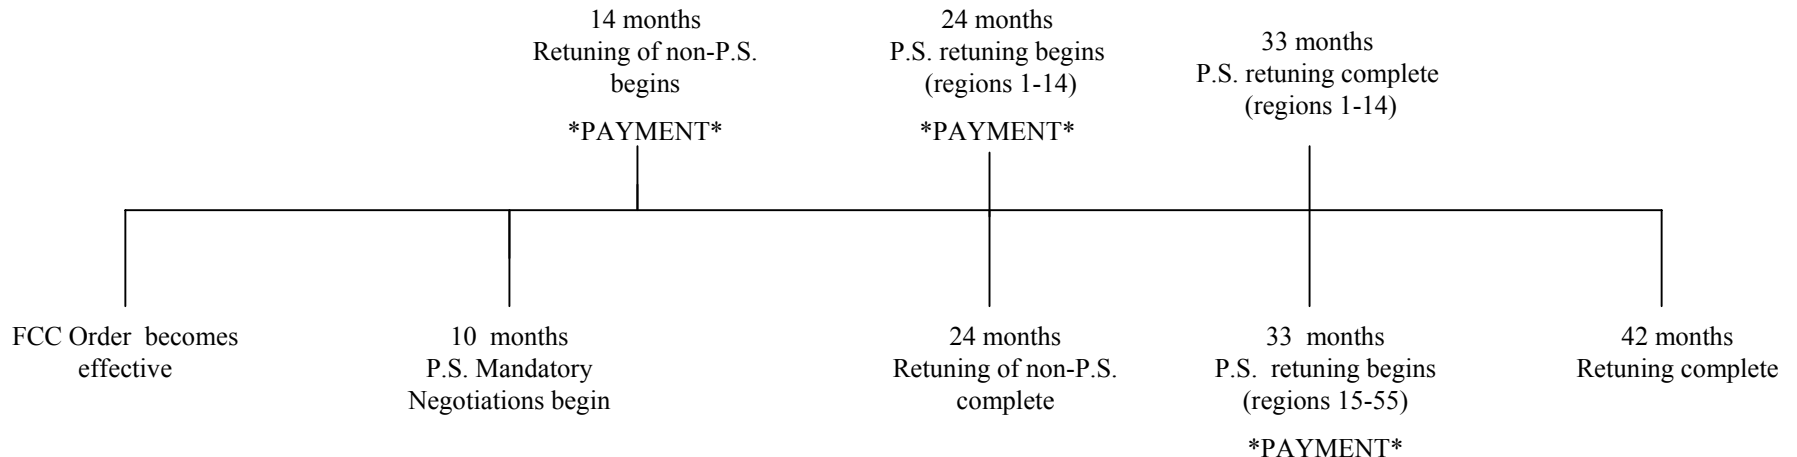 14 months
Retuning of non-P.S.
begins
*PAYMENT*
24 months
P.S. retuning begins
(regions 1-14)
*PAYMENT*
33 months
P.S. retuning complete
(regions 1-14)
FCC Order becomes
effective
10 months
P.S. Mandatory
Negotiations begin
24 months
Retuning of non-P.S.
complete
33 months
P.S. retuning begins
(regions 15-55)
*PAYMENT*
42 months
Retuning complete